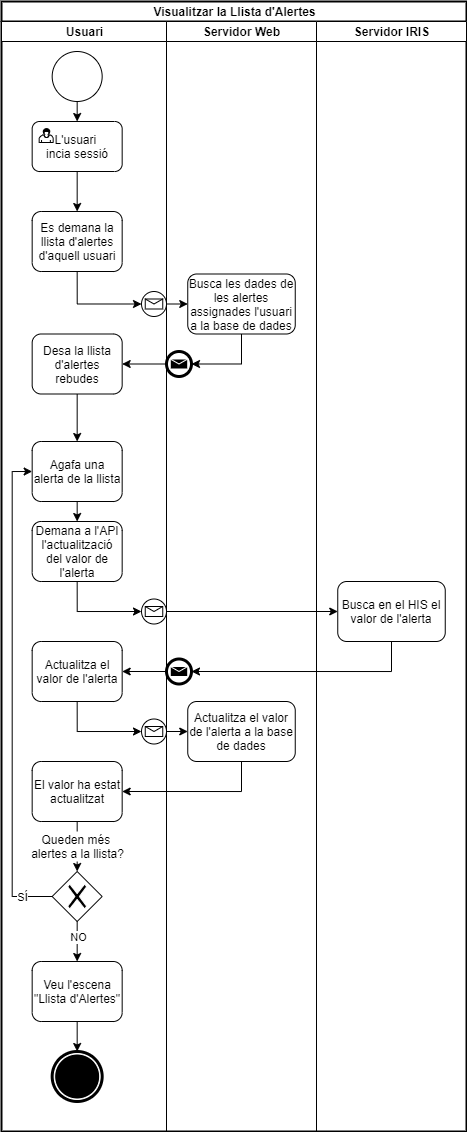 Visualitzar la Llista d'Alertes
Usuari
Servidor Web
Servidor IRIS
L'usuari
incia sessió
Es demana la
llista d'alertes
d'aquell usuari
Busca les dades de
les alertes
assignades l'usuari
a la base de dades
Desa la llista
d'alertes
rebudes
Agafa una
alerta de la llista
Demana a l'API
l'actualització
del valor de
l'alerta
Busca en el HIS el
valor de l'alerta
Actualitza el
valor de l'alerta
Actualitza el valor
de l'alerta a la base
de dades
El valor ha estat
actualitzat
Queden més
alertes a la llista?
SÍ
NO
Veu l'escena
"Llista d'Alertes"